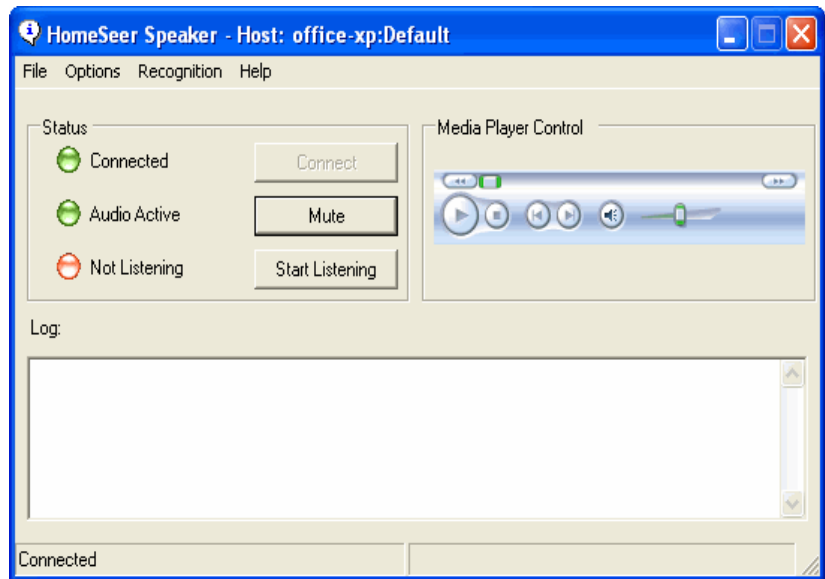 HomeSeer Speaker - Host: office-xp:Default
File Options Recognition Help
Status
Connected Connect
Audio Active Mute
Not Listening Start Listening
Media Player Control
Log:
Connected